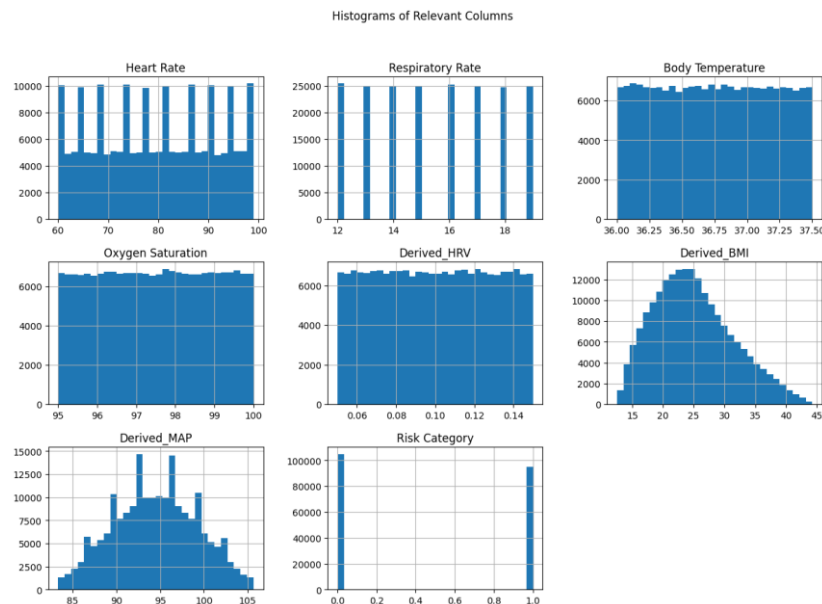 Histograms of Relevant Columns
Heart Rate
10000
8000
6000
4000
2000
0
60 70 80 90 100
Respiratory Rate
25000
20000
15000
10000
5000
0
12 14 16 18
Body Temperature
6000
4000
2000
0
36.00 36.25 36.50 36.75 37.00 37.25 37.50
Oxygen Saturation
6000
4000
2000
0
95 96 97 98 99 100
Derived_HRV
6000
4000
2000
0
0.06 0.08 0.10 0.12 0.14
Derived_BMI
12000
10000
8000
6000
4000
2000
0
15 20 25 30 35 40 45
Derived_MAP
15000
12500
10000
7500
5000
2500
0
85 90 95 100 105
Risk Category
100000
80000
60000
40000
20000
0
0.0 0.2 0.4 0.6 0.8 1.0